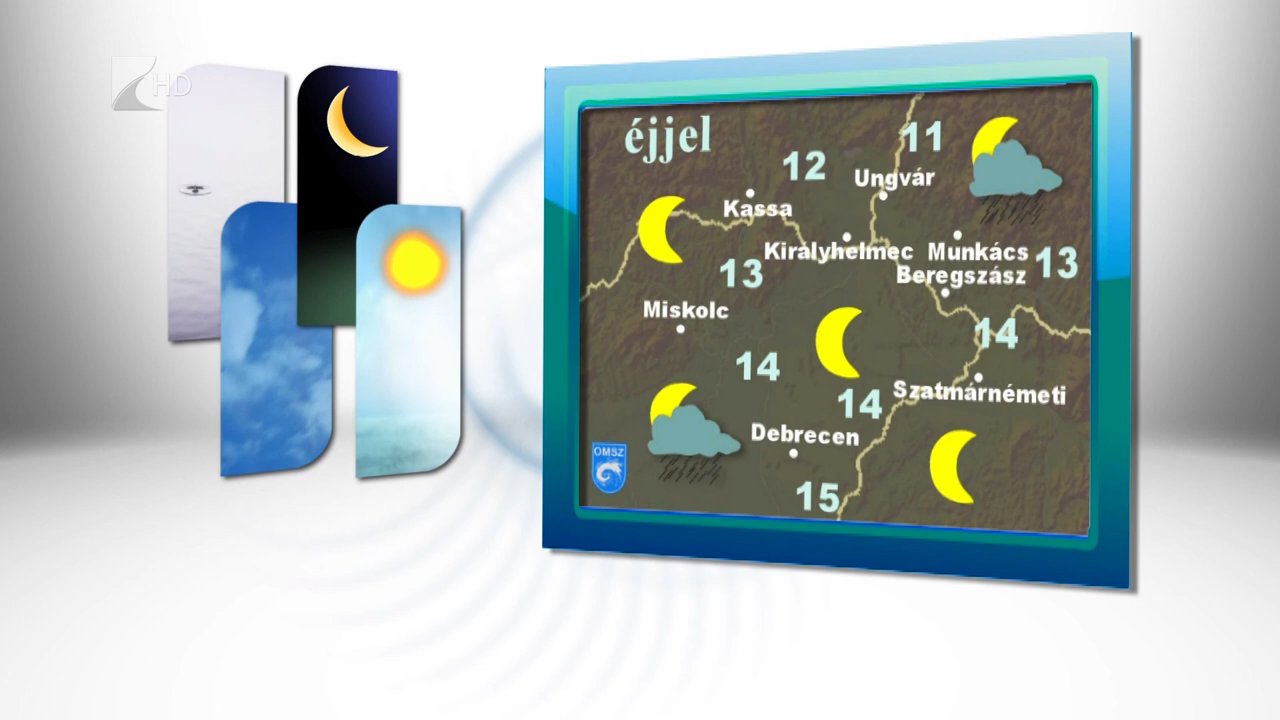 HD
éjjel
11
12
Ungvár
Kassa
Királyhelmec
Munkács
13
13
Beregszász
Miskolc
14
14
Szatmárnémeti
14
Debrecen
OMSZ
15